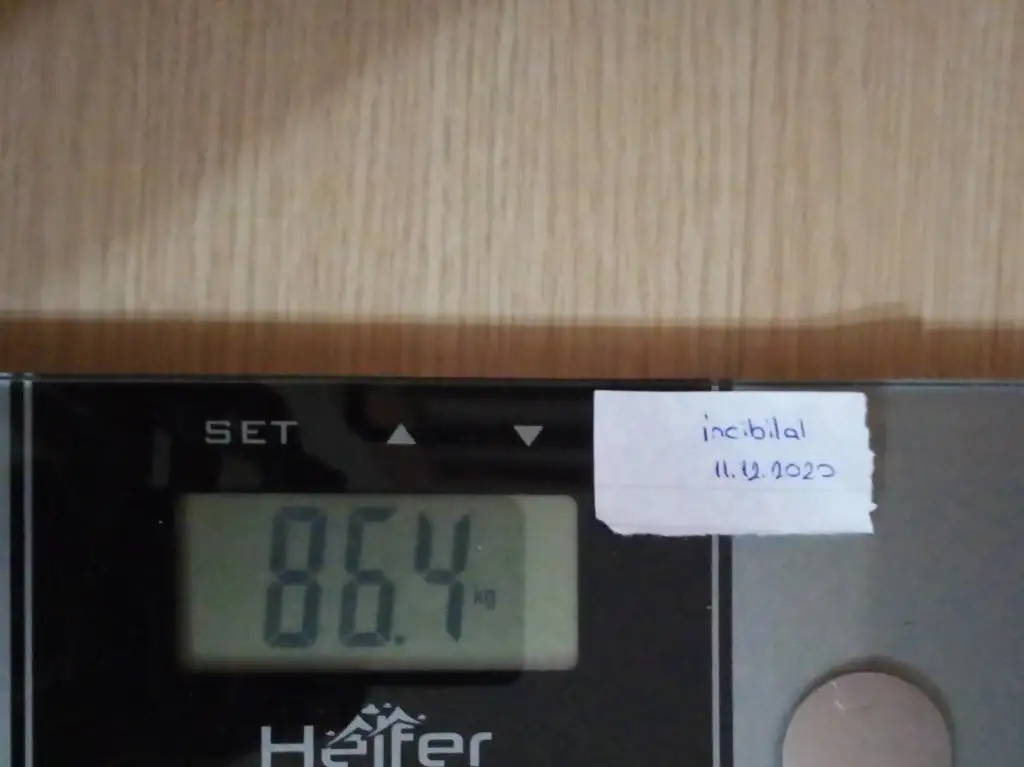 SET ▲ ▼
incibilal
11.12.2020
86.4 kg
Heifer